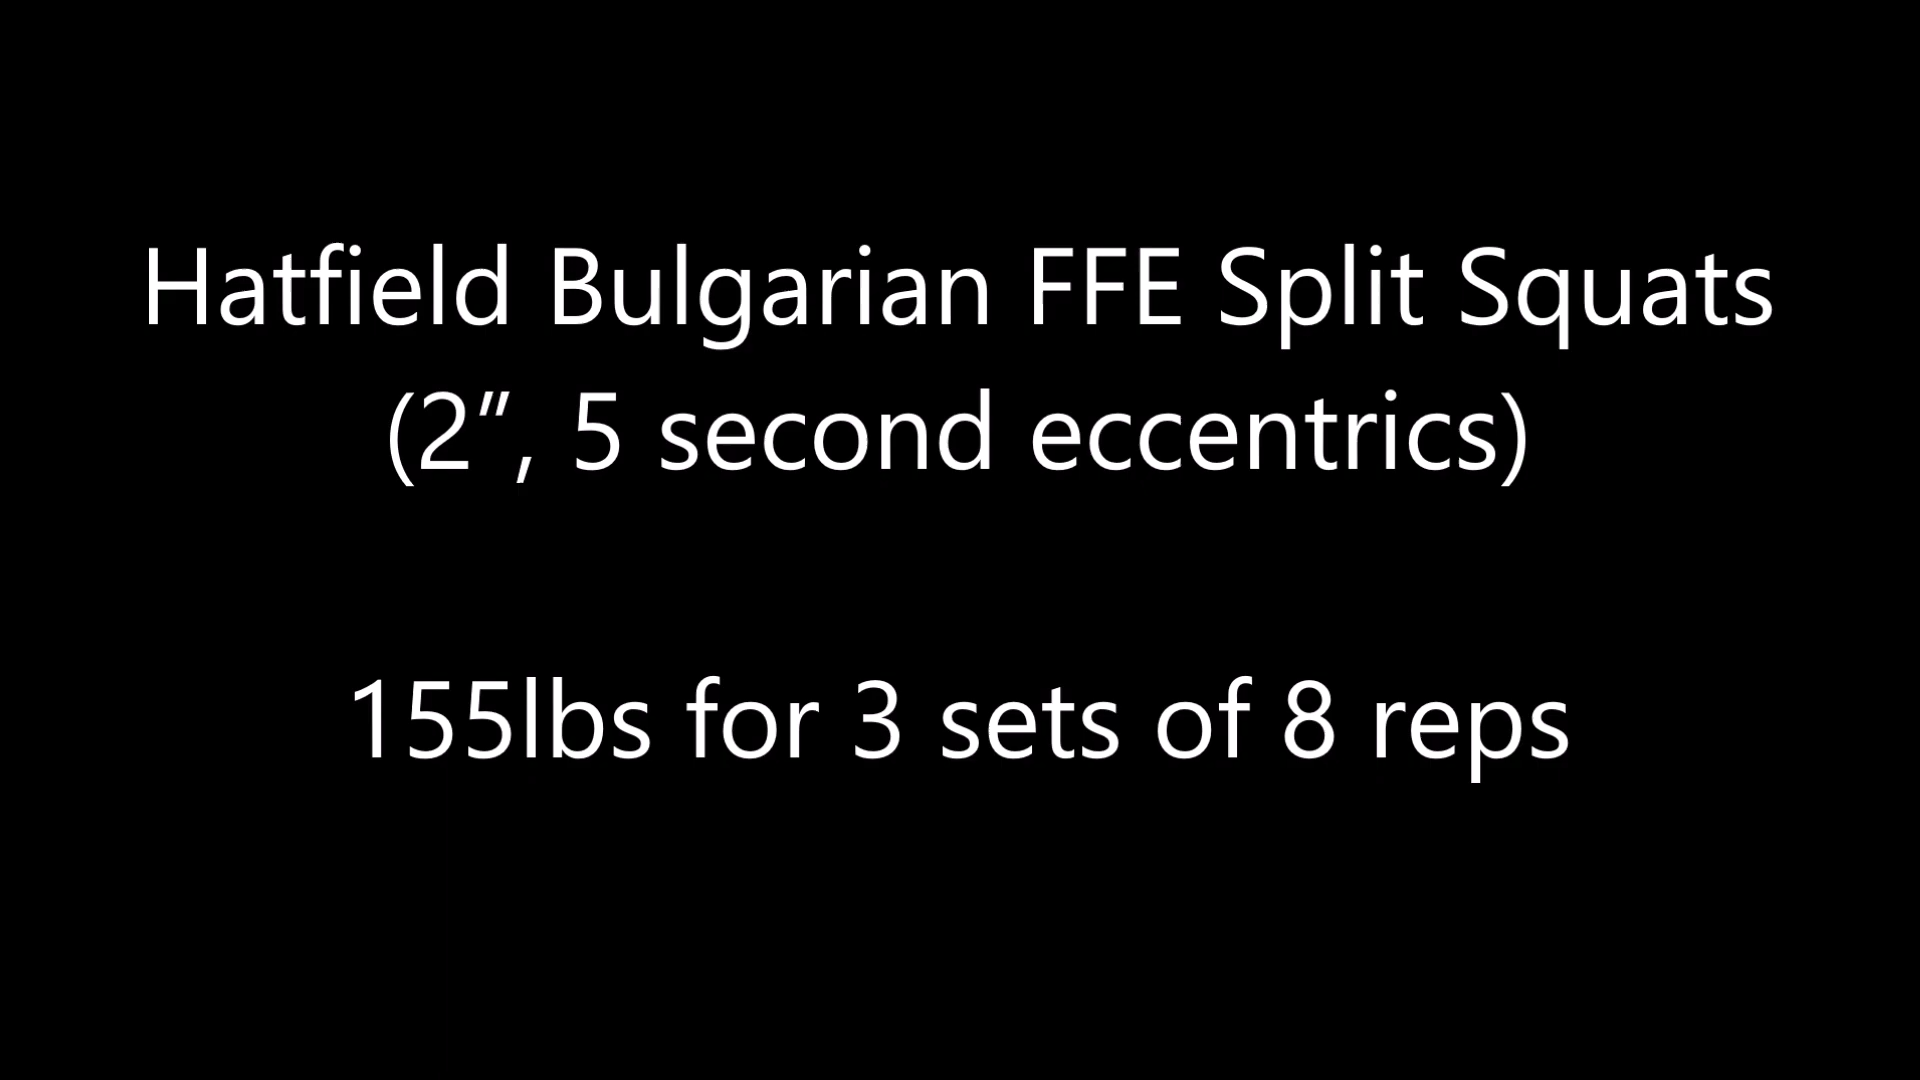 Hatfield Bulgarian FFE Split Squats
(2”, 5 second eccentrics)
155lbs for 3 sets of 8 reps